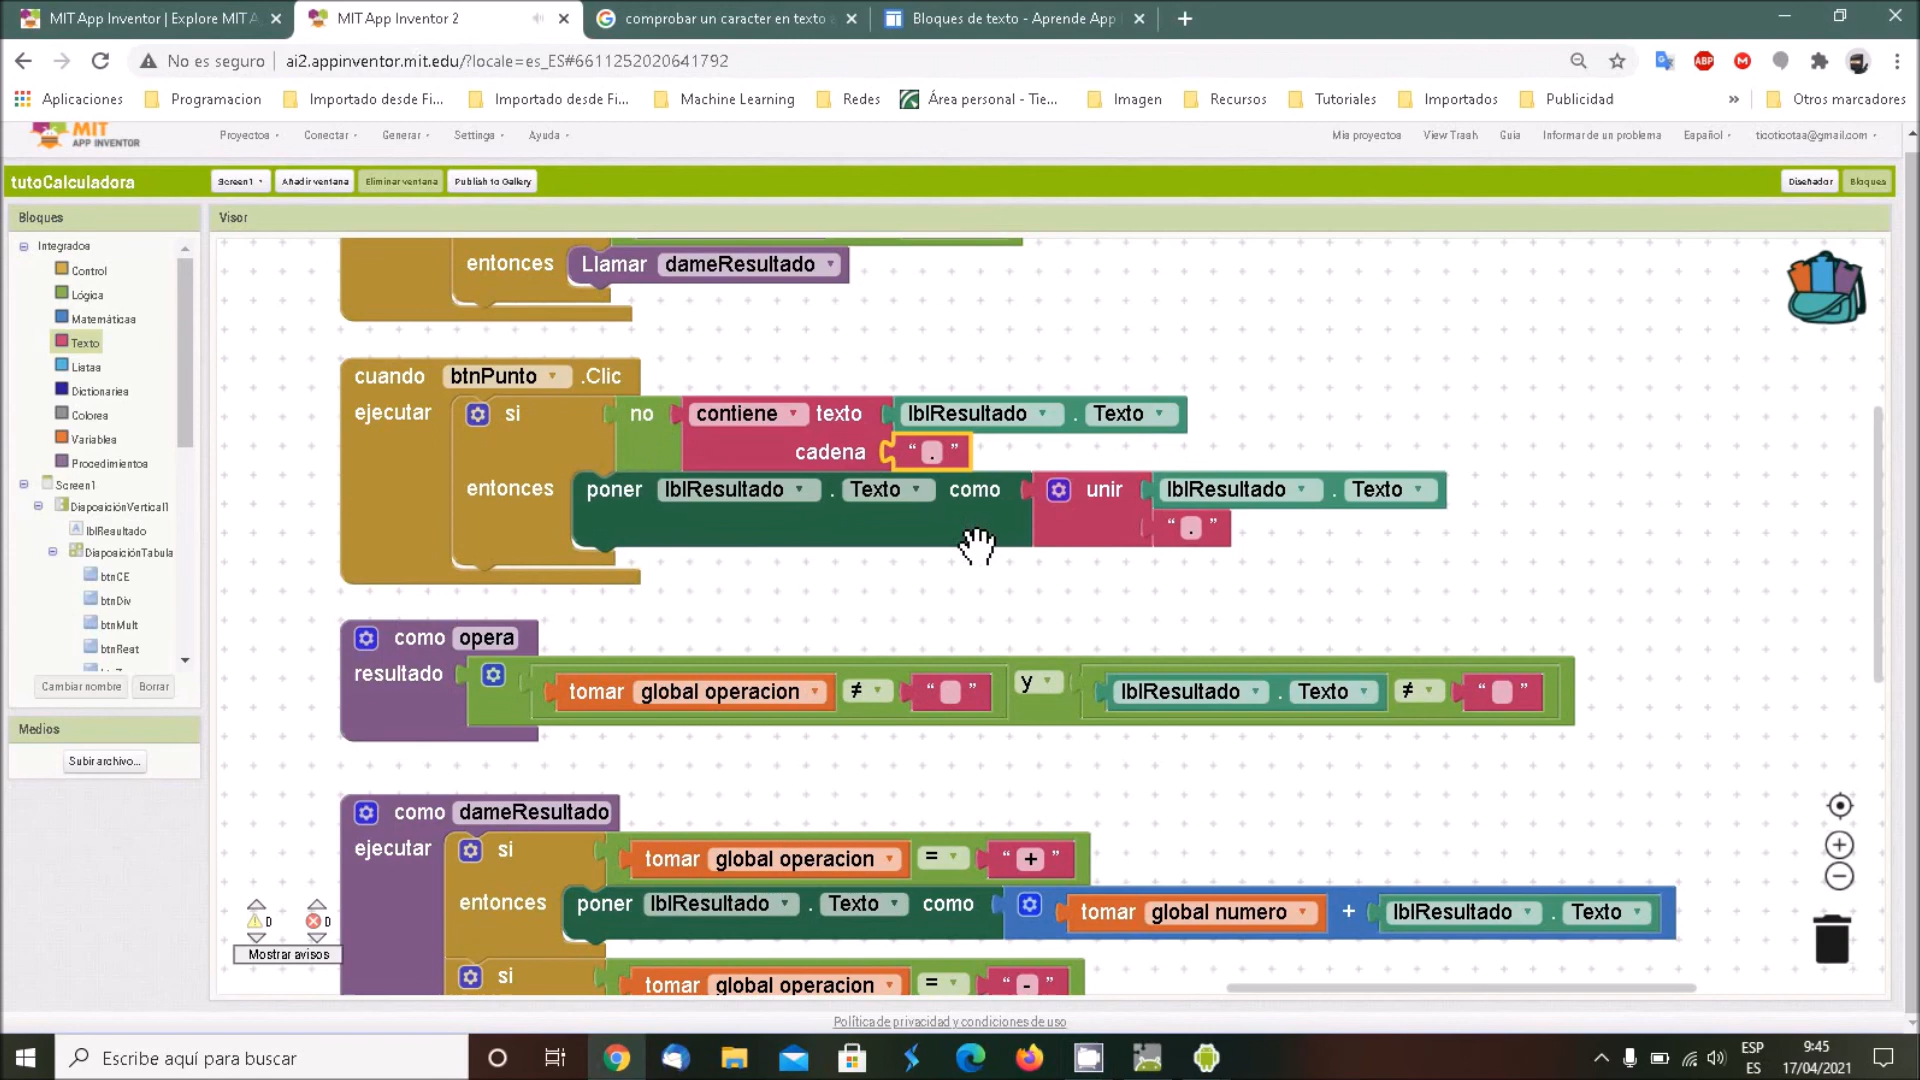 MIT App Inventor | Explore MIT A
MIT App Inventor 2
comprobar un caracter en texto
Bloques de texto - Aprende App
No es seguro
ai2.appinventor.mit.edu/?locale=es_ES#6611252020641792
Aplicaciones
Programacion
Importado desde Fi...
Importado desde Fi...
Machine Learning
Redes
Área personal - Tie...
Imagen
Recursos
Tutoriales
Importados
Publicidad
»
Otros marcadores
MIT
APP INVENTOR
Proyectos
Conectar
Generar
Settings
Ayuda
Mis proyectos
View Trash
Guia
Informar de un problema
Español
ticoticotaa@gmail.com
tutoCalculadora
Screen1
Añadir ventana
Eliminar ventana
Publish to Gallery
Diseñador
Bloques
Bloques
Visor
Integrados
Control
Lógica
Matemáticas
Texto
Listas
Dictionaries
Colores
Variables
Procedimientos
Screen1
DisposiciónVertical1
lblResultado
DisposiciónTabula
btnCE
btnDiv
btnMult
btnRest
Cambiar nombre
Borrar
Medios
Subir archivo...
entonces Llamar dameResultado
cuando btnPunto .Clic
ejecutar si no contiene texto lblResultado . Texto
cadena “ . ”
entonces poner lblResultado . Texto como unir lblResultado . Texto
“ . ”
como opera
resultado tomar global operacion ≠ “ ” y lblResultado . Texto ≠ “ ”
como dameResultado
ejecutar si tomar global operacion = “ + ”
entonces poner lblResultado . Texto como tomar global numero + lblResultado . Texto
si tomar global operacion = “ - ”
0
0
Mostrar avisos
Política de privacidad y condiciones de uso
Escribe aquí para buscar
ESP
ES
9:45
17/04/2021